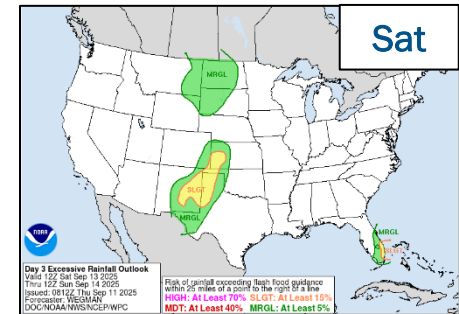 Sat
MRGL
SLGT
MRGL
MRGL
SLGT
NOAA
Day 3 Excessive Rainfall Outlook
Valid 12Z Sat Sep 13 2025
Thru 12Z Sun Sep 14 2025
Issued: 0812Z Thu Sep 11 2025
Forecaster: WEGMAN
DOC/NOAA/NWS/NCEP/WPC
Risk of rainfall exceeding flash flood guidance
within 25 miles of a point to the right of a line
HIGH: At Least 70% SLGT: At Least 15%
MDT: At Least 40% MRGL: At Least 5%